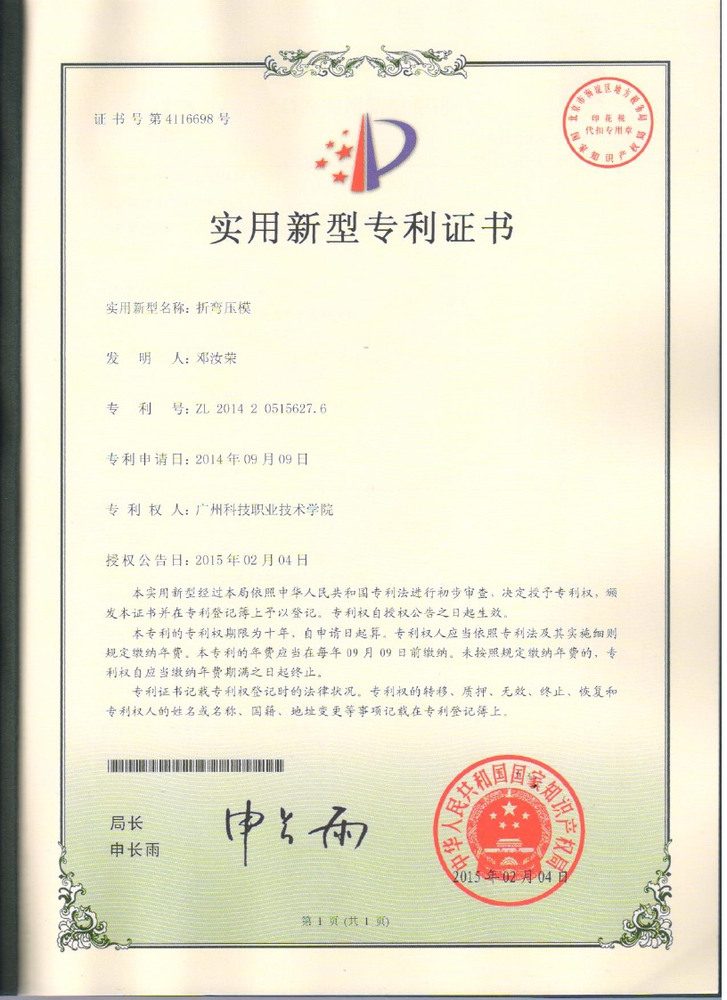 证书号第4116698号
北京市海淀区地方税务局
印花税
代扣专用章
国家知识产权局
实用新型专利证书
实用新型名称：折弯压模
发明人：邓汝荣
专利号：ZL 2014 2 0515627.6
专利申请日：2014年09月09日
专利权人：广州科技职业技术学院
授权公告日：2015年02月04日
本实用新型经过本局依照中华人民共和国专利法进行初步审查，决定授予专利权，颁
发本证书并在专利登记簿上予以登记。专利权自授权公告之日起生效。
本专利的专利权期限为十年，自申请日起算。专利权人应当依照专利法及其实施细则
规定缴纳年费。本专利的年费应当在每年09月09日前缴纳。未按照规定缴纳年费的，专
利权自应当缴纳年费期满之日起终止。
专利证书记载专利权登记时的法律状况。专利权的转移、质押、无效、终止、恢复和
专利权人的姓名或名称、国籍、地址变更等事项记载在专利登记簿上。
局长
申长雨
申长雨
中华人民共和国国家知识产权局
2015年02月04日
第1页(共1页)